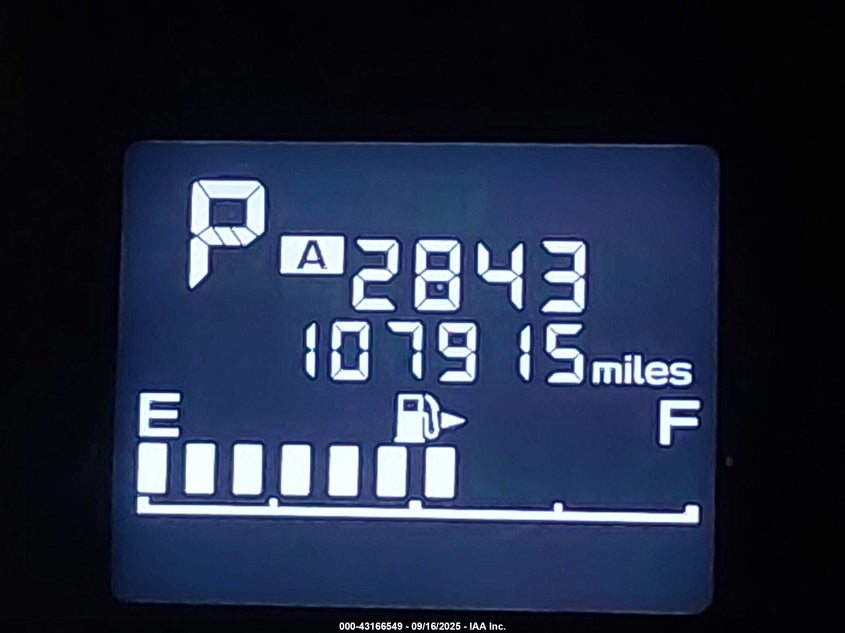 P
A 2843
107915 miles
E F
000-43166549 - 09/16/2025 - IAA Inc.